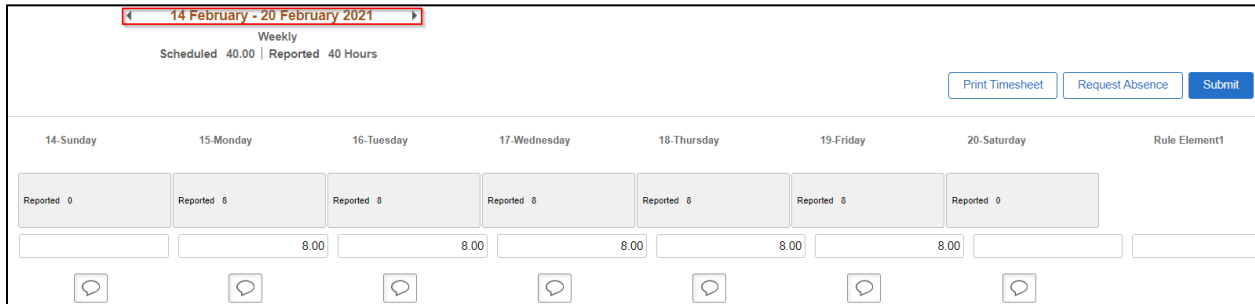 14 February - 20 February 2021
Weekly
Scheduled 40.00 | Reported 40 Hours
Print Timesheet Request Absence Submit
14-Sunday 15-Monday 16-Tuesday 17-Wednesday 18-Thursday 19-Friday 20-Saturday Rule Element1
Reported 0 Reported 8 Reported 8 Reported 8 Reported 8 Reported 8 Reported 0
8.00 8.00 8.00 8.00 8.00